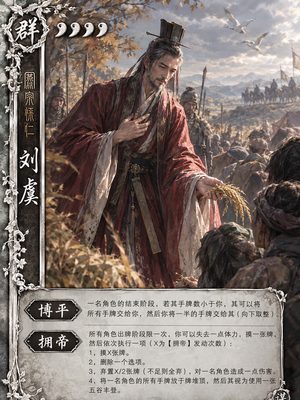 群
刘虞
博平
一名角色的结束阶段，若其手牌数小于你，其可以将
所有手牌交给你，然后你将一半的手牌交给其（向下取整）
拥帝
所有角色出牌阶段限一次，你可以失去一点体力，摸一张牌，
然后依次执行一项（X为【拥帝】发动次数）：
1，摸X张牌。
2，删除一个选项。
3，弃置X/2张牌（不足则全弃），对一名角色造成一点伤害。
4，将一名角色的所有手牌放于牌堆顶，然后其视为使用一张
五谷丰登。